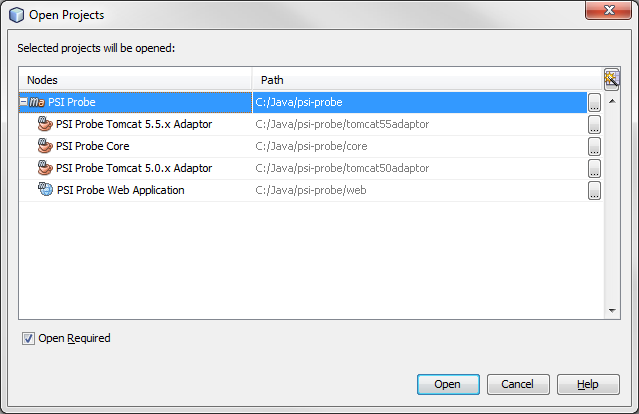 Open Projects
Selected projects will be opened:
Nodes Path
Ma PSI Probe C:/Java/psi-probe ...
PSI Probe Tomcat 5.5.x Adaptor C:/Java/psi-probe/tomcat55adaptor ...
PSI Probe Core C:/Java/psi-probe/core ...
PSI Probe Tomcat 5.0.x Adaptor C:/Java/psi-probe/tomcat50adaptor ...
PSI Probe Web Application C:/Java/psi-probe/web ...
Open Required
Open Cancel Help